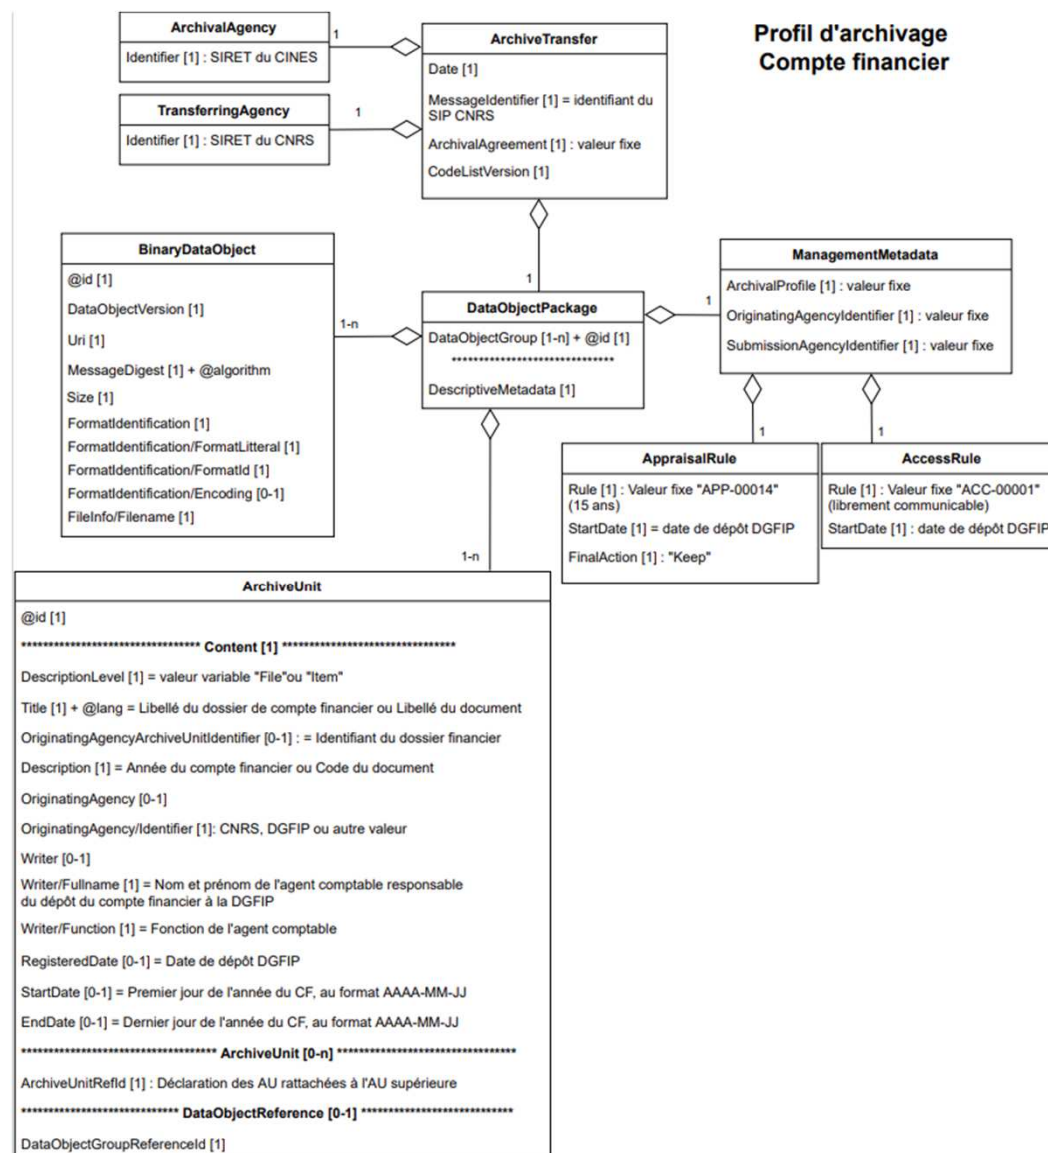 Profil d'archivage
Compte financier
ArchivalAgency
Identifier [1] : SIRET du CINES
1
TransferringAgency
Identifier [1] : SIRET du CNRS
1
ArchiveTransfer
Date [1]
MessageIdentifier [1] = identifiant du
SIP CNRS
ArchivalAgreement [1] : valeur fixe
CodeListVersion [1]
1
BinaryDataObject
@id [1]
DataObjectVersion [1]
Uri [1]
MessageDigest [1] + @algorithm
Size [1]
FormatIdentification [1]
FormatIdentification/FormatLitteral [1]
FormatIdentification/FormatId [1]
FormatIdentification/Encoding [0-1]
FileInfo/Filename [1]
1-n
DataObjectPackage
DataObjectGroup [1-n] + @id [1]
******************************
DescriptiveMetadata [1]
1
ManagementMetadata
ArchivalProfile [1] : valeur fixe
OriginatingAgencyIdentifier [1] : valeur fixe
SubmissionAgencyIdentifier [1] : valeur fixe
1
1
AppraisalRule
Rule [1] : Valeur fixe "APP-00014"
(15 ans)
StartDate [1] = date de dépôt DGFIP
FinalAction [1] : "Keep"
AccessRule
Rule [1] : Valeur fixe "ACC-00001"
(librement communicable)
StartDate [1] : date de dépôt DGFIP
1-n
ArchiveUnit
@id [1]
********************************* Content [1] ********************************
DescriptionLevel [1] = valeur variable "File"ou "Item"
Title [1] + @lang = Libellé du dossier de compte financier ou Libellé du document
OriginatingAgencyArchiveUnitIdentifier [0-1] : = Identifiant du dossier financier
Description [1] = Année du compte financier ou Code du document
OriginatingAgency [0-1]
OriginatingAgency/Identifier [1]: CNRS, DGFIP ou autre valeur
Writer [0-1]
Writer/Fullname [1] = Nom et prénom de l'agent comptable responsable
du dépôt du compte financier à la DGFIP
Writer/Function [1] = Fonction de l'agent comptable
RegisteredDate [0-1] = Date de dépôt DGFIP
StartDate [0-1] = Premier jour de l'année du CF, au format AAAA-MM-JJ
EndDate [0-1] = Dernier jour de l'année du CF, au format AAAA-MM-JJ
************************************ ArchiveUnit [0-n] *********************************
ArchiveUnitRefId [1] : Déclaration des AU rattachées à l'AU supérieure
***************************** DataObjectReference [0-1] ****************************
DataObjectGroupReferenceId [1]